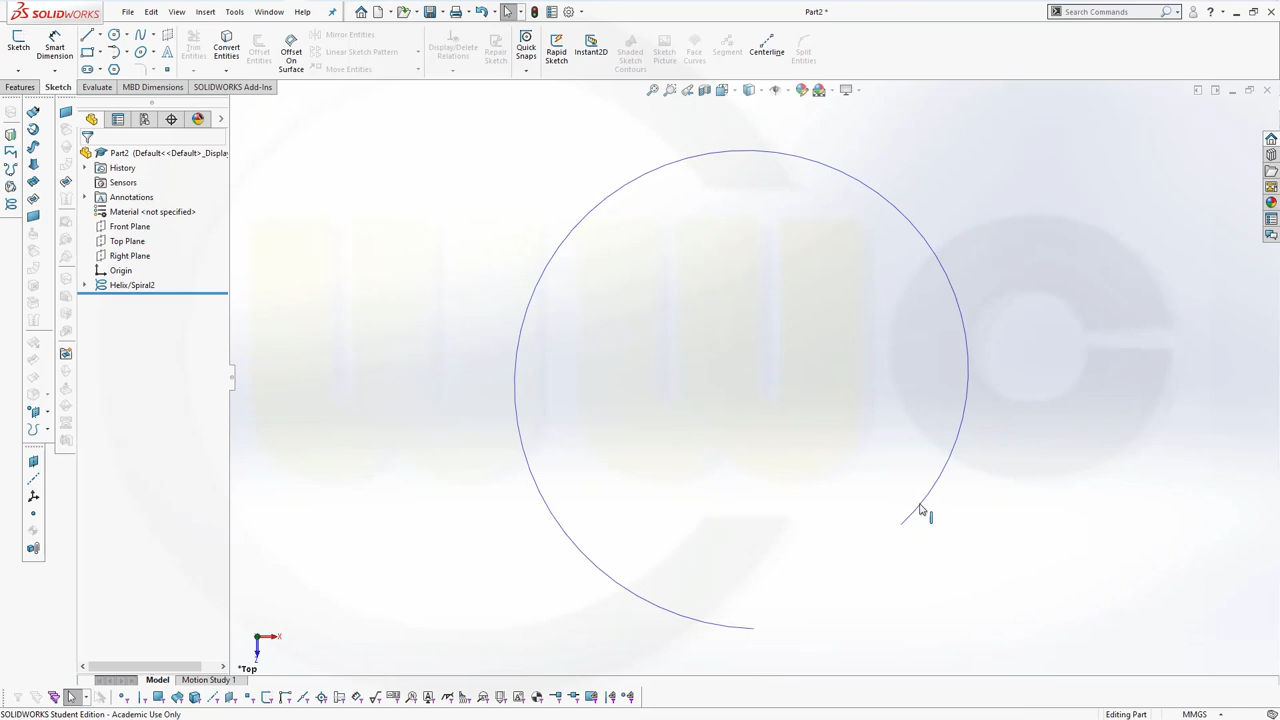 SOLIDWORKS
File Edit View Insert Tools Window Help
Part2 *
Search Commands
Sketch
Smart Dimension
Trim Entities
Convert Entities
Offset Entities
Offset On Surface
Mirror Entities
Linear Sketch Pattern
Move Entities
Display/Delete Relations
Repair Sketch
Quick Snaps
Rapid Sketch
Instant2D
Shaded Sketch Contours
Sketch Picture
Face Curves
Segment
Centerline
Split Entities
Features Sketch Evaluate MBD Dimensions SOLIDWORKS Add-Ins
Part2 (Default<<Default>_Display
History
Sensors
Annotations
Material <not specified>
Front Plane
Top Plane
Right Plane
Origin
Helix/Spiral2
X
Z
*Top
Model Motion Study 1
SOLIDWORKS Student Edition - Academic Use Only
Editing Part
MMGS